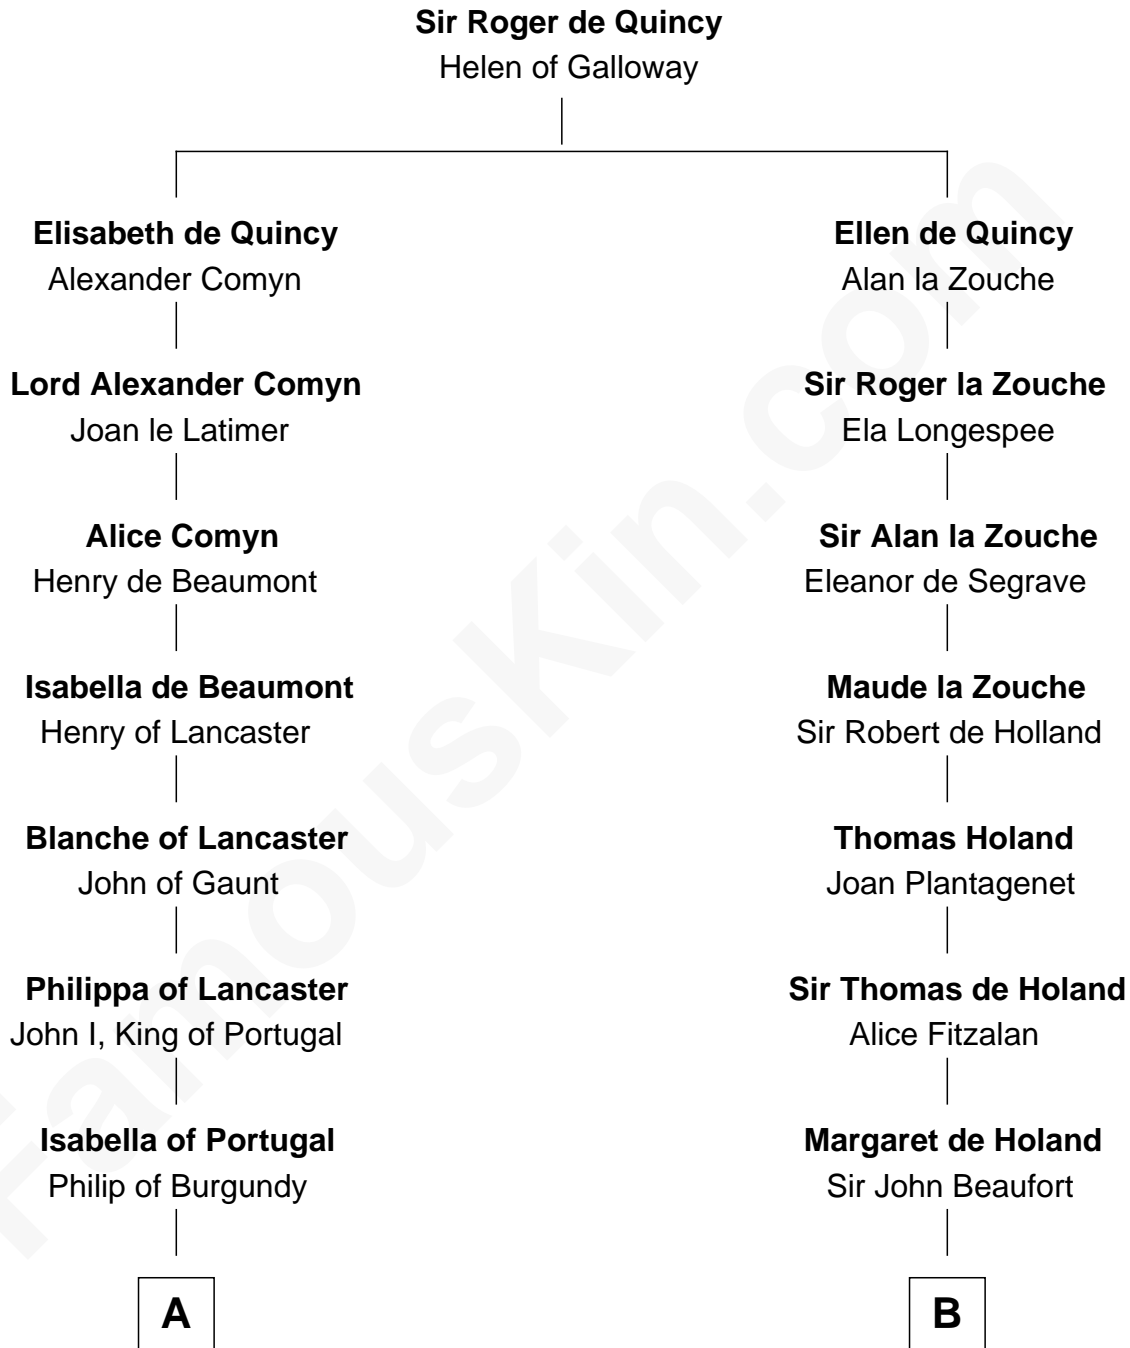 Sir Roger de Quincy
Helen of Galloway
Elisabeth de Quincy
Alexander Comyn
Ellen de Quincy
Alan la Zouche
Lord Alexander Comyn
Joan le Latimer
Sir Roger la Zouche
Ela Longespee
Alice Comyn
Henry de Beaumont
Sir Alan la Zouche
Eleanor de Segrave
Isabella de Beaumont
Henry of Lancaster
Maude la Zouche
Sir Robert de Holland
Blanche of Lancaster
John of Gaunt
Thomas Holand
Joan Plantagenet
Philippa of Lancaster
John I, King of Portugal
Sir Thomas de Holand
Alice Fitzalan
Isabella of Portugal
Philip of Burgundy
Margaret de Holand
Sir John Beaufort
A
B
FamousKin.com